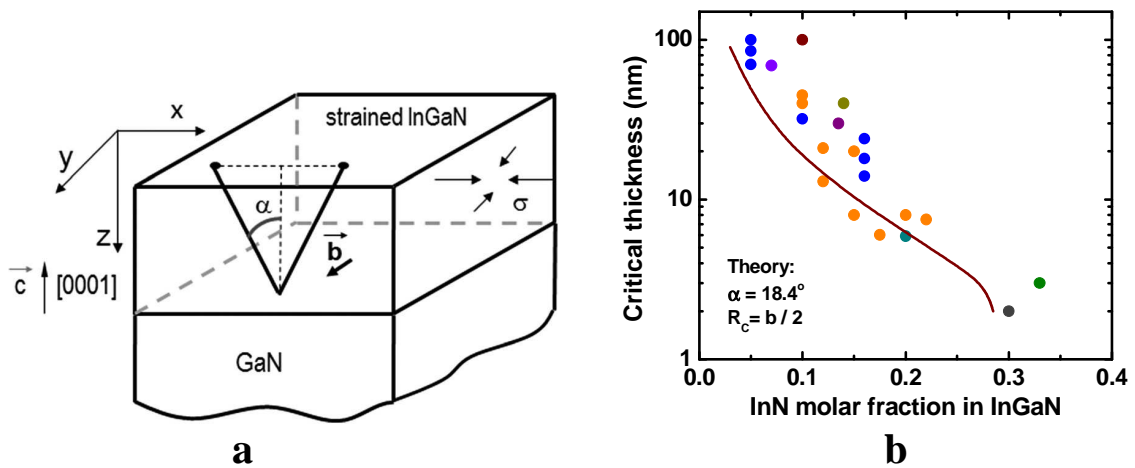 x
y
z
c
[0001]
strained InGaN
α
b
σ
GaN
a
Critical thickness (nm)
100
10
1
Theory:
α = 18.4°
R_C= b / 2
0.0 0.1 0.2 0.3 0.4
InN molar fraction in InGaN
b